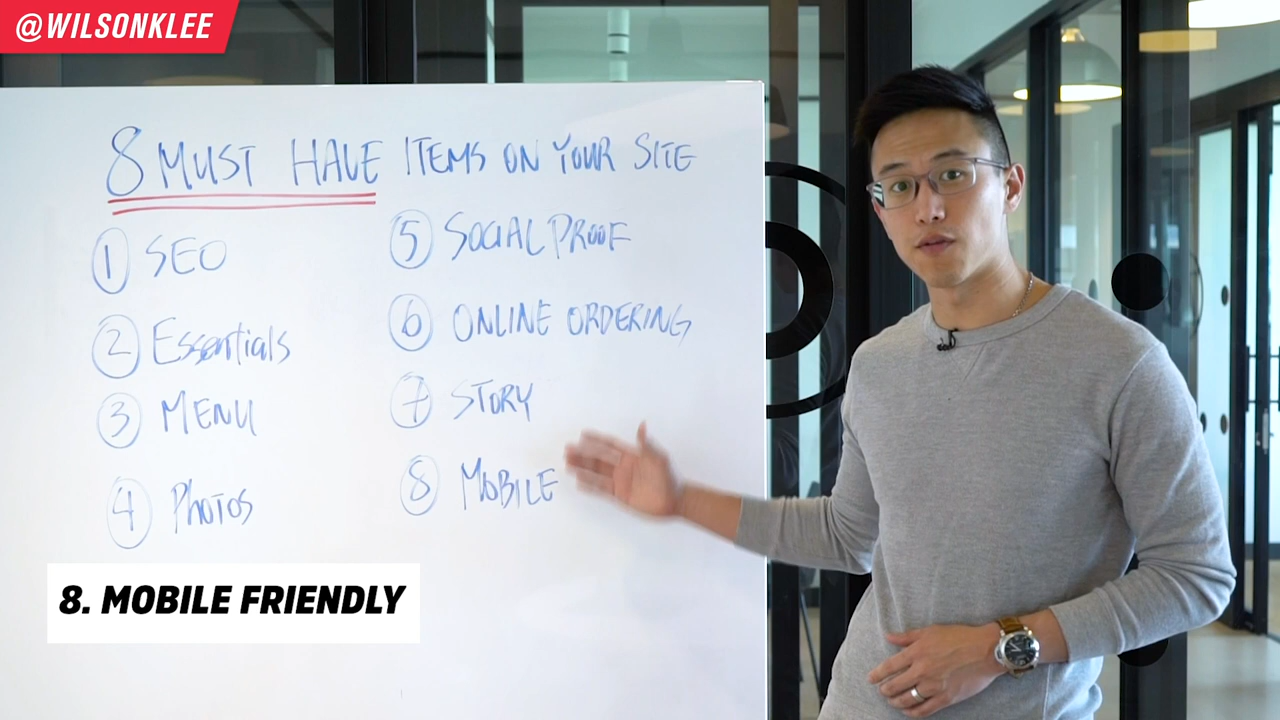 @WILSONKLEE
8 MUST HAVE ITEMS ON YOUR SITE
1 SEO
2 Essentials
3 MENU
4 PHOTOS
5 SOCIAL PROOF
6 ONLINE ORDERING
7 STORY
8 MOBILE
8. MOBILE FRIENDLY